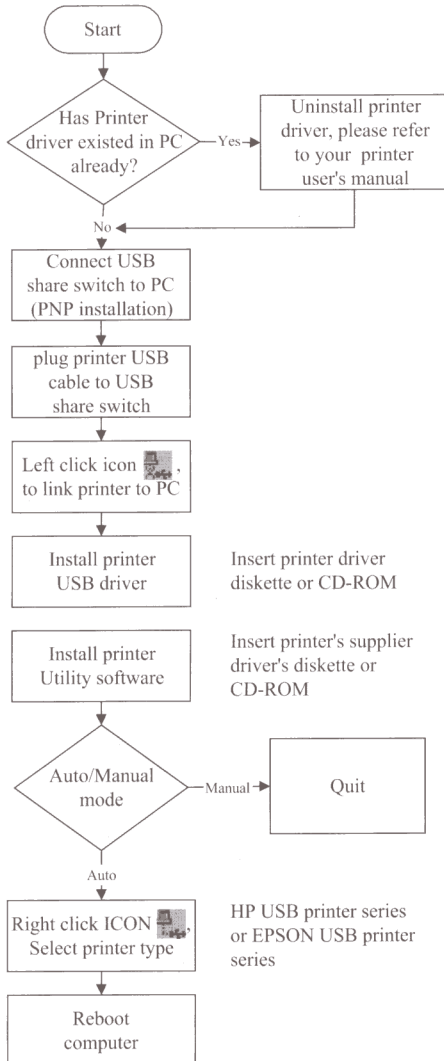 Start
Has Printer
driver existed in PC
already?
Yes
Uninstall printer
driver, please refer
to your printer
user's manual
No
Connect USB
share switch to PC
(PNP installation)
plug printer USB
cable to USB
share switch
Left click icon ,
to link printer to PC
Install printer
USB driver
Insert printer driver
diskette or CD-ROM
Install printer
Utility software
Insert printer's supplier
driver's diskette or
CD-ROM
Auto/Manual
mode
Manual
Quit
Auto
Right click ICON ,
Select printer type
HP USB printer series
or EPSON USB printer
series
Reboot
computer